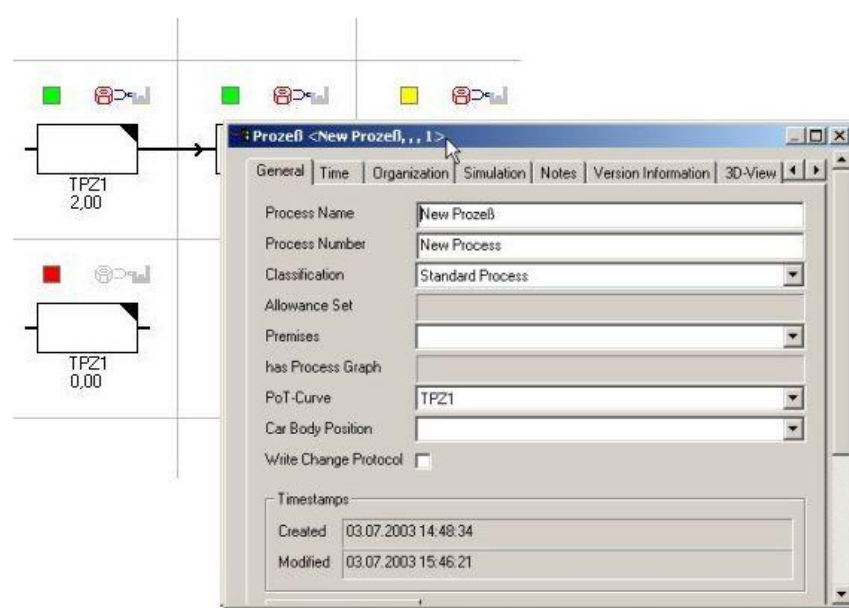 TPZ1
2,00
TPZ1
0,00
Prozeß <New Prozeß, , , 1>
General Time Organization Simulation Notes Version Information 3D-View
Process Name New Prozeß
Process Number New Process
Classification Standard Process
Allowance Set
Premises
has Process Graph
PoT-Curve TPZ1
Car Body Position
Write Change Protocol
Timestamps
Created 03.07.2003 14:48:34
Modified 03.07.2003 15:46:21